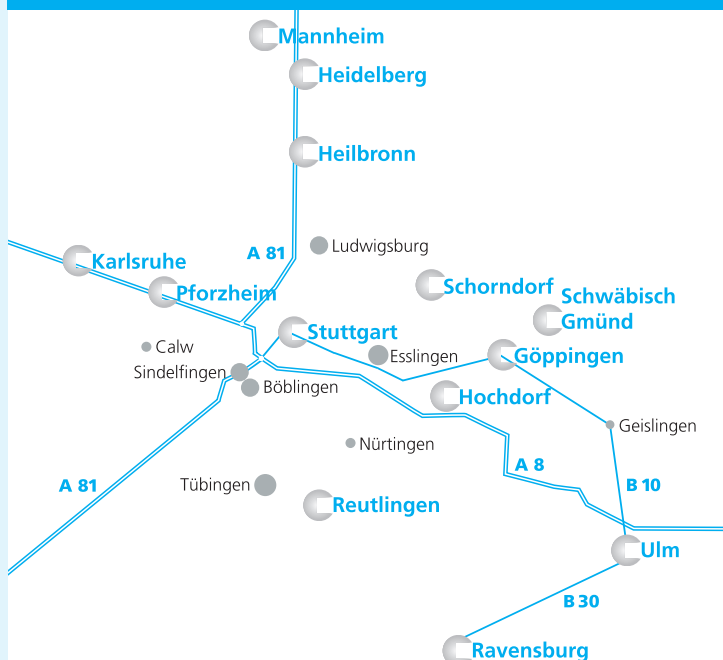 Mannheim
Heidelberg
Heilbronn
A 81
Ludwigsburg
Karlsruhe
Pforzheim
Schorndorf
Schwäbisch
Gmünd
Stuttgart
Calw
Esslingen
Göppingen
Sindelfingen
Böblingen
Hochdorf
Geislingen
Nürtingen
A 8
A 81
Tübingen
B 10
Reutlingen
Ulm
B 30
Ravensburg